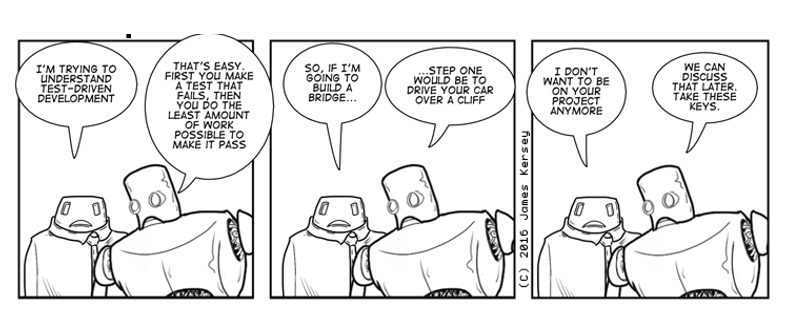 I'M TRYING TO
UNDERSTAND
TEST-DRIVEN
DEVELOPMENT
THAT'S EASY.
FIRST YOU MAKE
A TEST THAT
FAILS, THEN
YOU DO THE
LEAST AMOUNT
OF WORK
POSSIBLE TO
MAKE IT PASS
SO, IF I'M
GOING TO
BUILD A
BRIDGE...
...STEP ONE
WOULD BE TO
DRIVE YOUR CAR
OVER A CLIFF
(C) 2016 James Kersey
I DON'T
WANT TO BE
ON YOUR
PROJECT
ANYMORE
WE CAN
DISCUSS
THAT LATER.
TAKE THESE
KEYS.